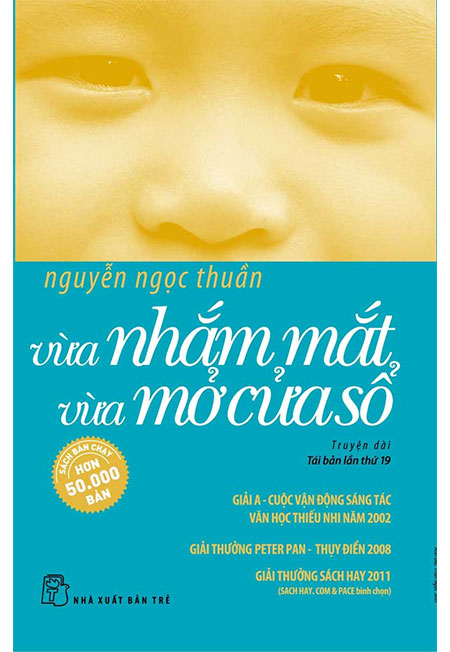 nguyễn ngọc thuần
vừa nhắm mắt
vừa mở cửa sổ
Truyện dài
Tái bản lần thứ 19
SÁCH BÁN CHẠY
HƠN
50.000
BẢN
GIẢI A - CUỘC VẬN ĐỘNG SÁNG TÁC
VĂN HỌC THIẾU NHI NĂM 2002
GIẢI THƯỞNG PETER PAN - THỤY ĐIỂN 2008
GIẢI THƯỞNG SÁCH HAY 2011
(SACH HAY. COM & PACE bình chọn)
NHÀ XUẤT BẢN TRẺ